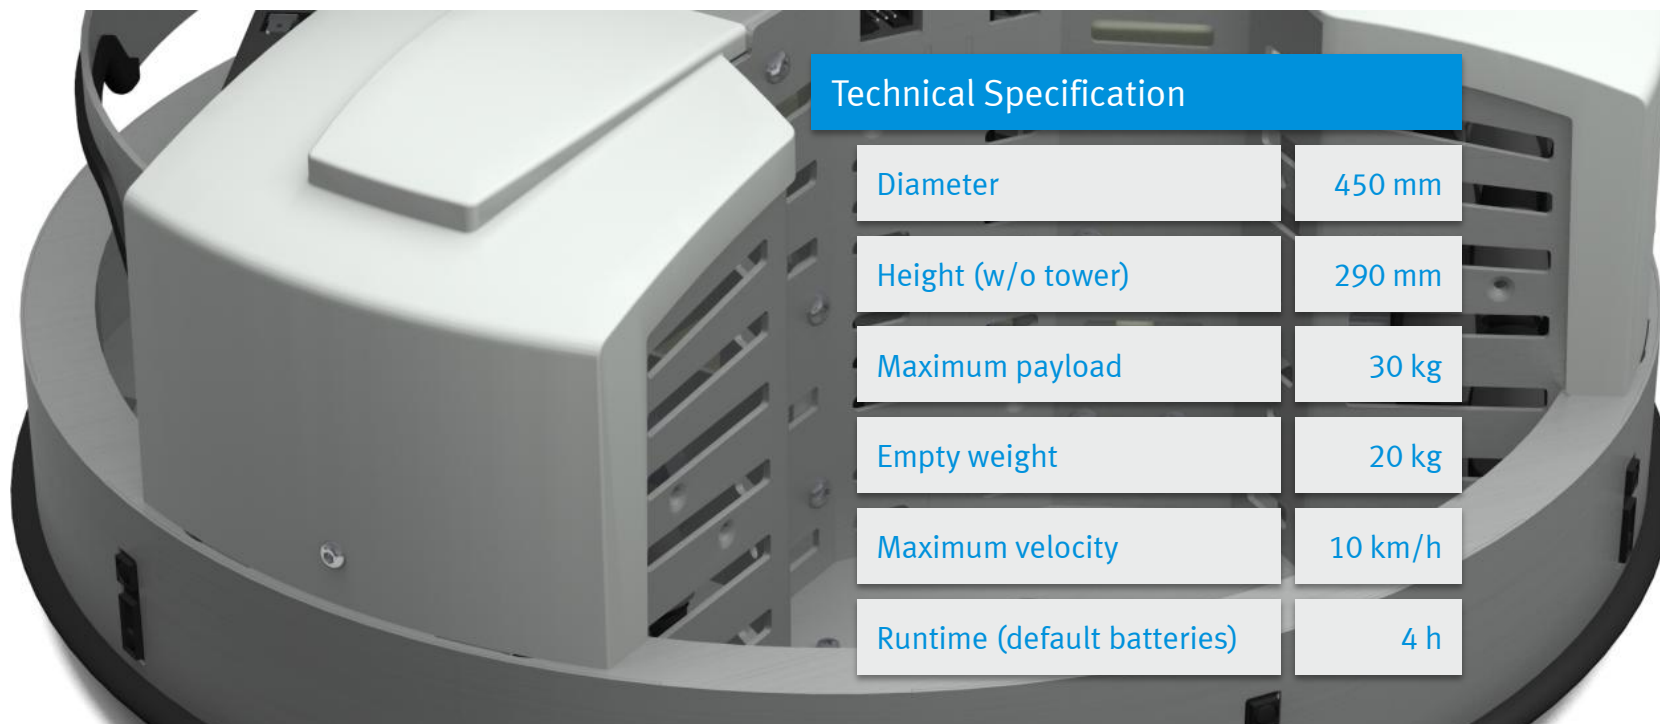 Technical Specification
Diameter 450 mm
Height (w/o tower) 290 mm
Maximum payload 30 kg
Empty weight 20 kg
Maximum velocity 10 km/h
Runtime (default batteries) 4 h